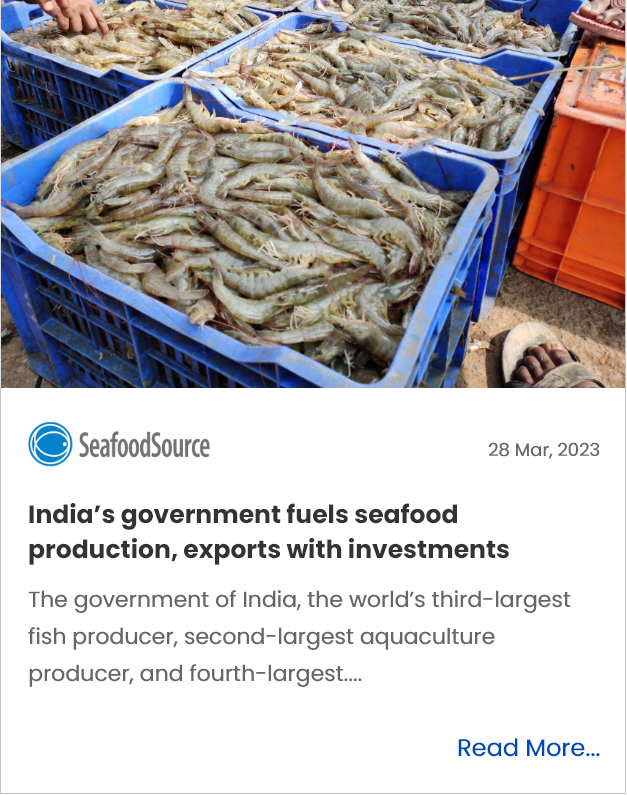 SeafoodSource
28 Mar, 2023
India’s government fuels seafood
production, exports with investments
The government of India, the world’s third-largest
fish producer, second-largest aquaculture
producer, and fourth-largest....
Read More...